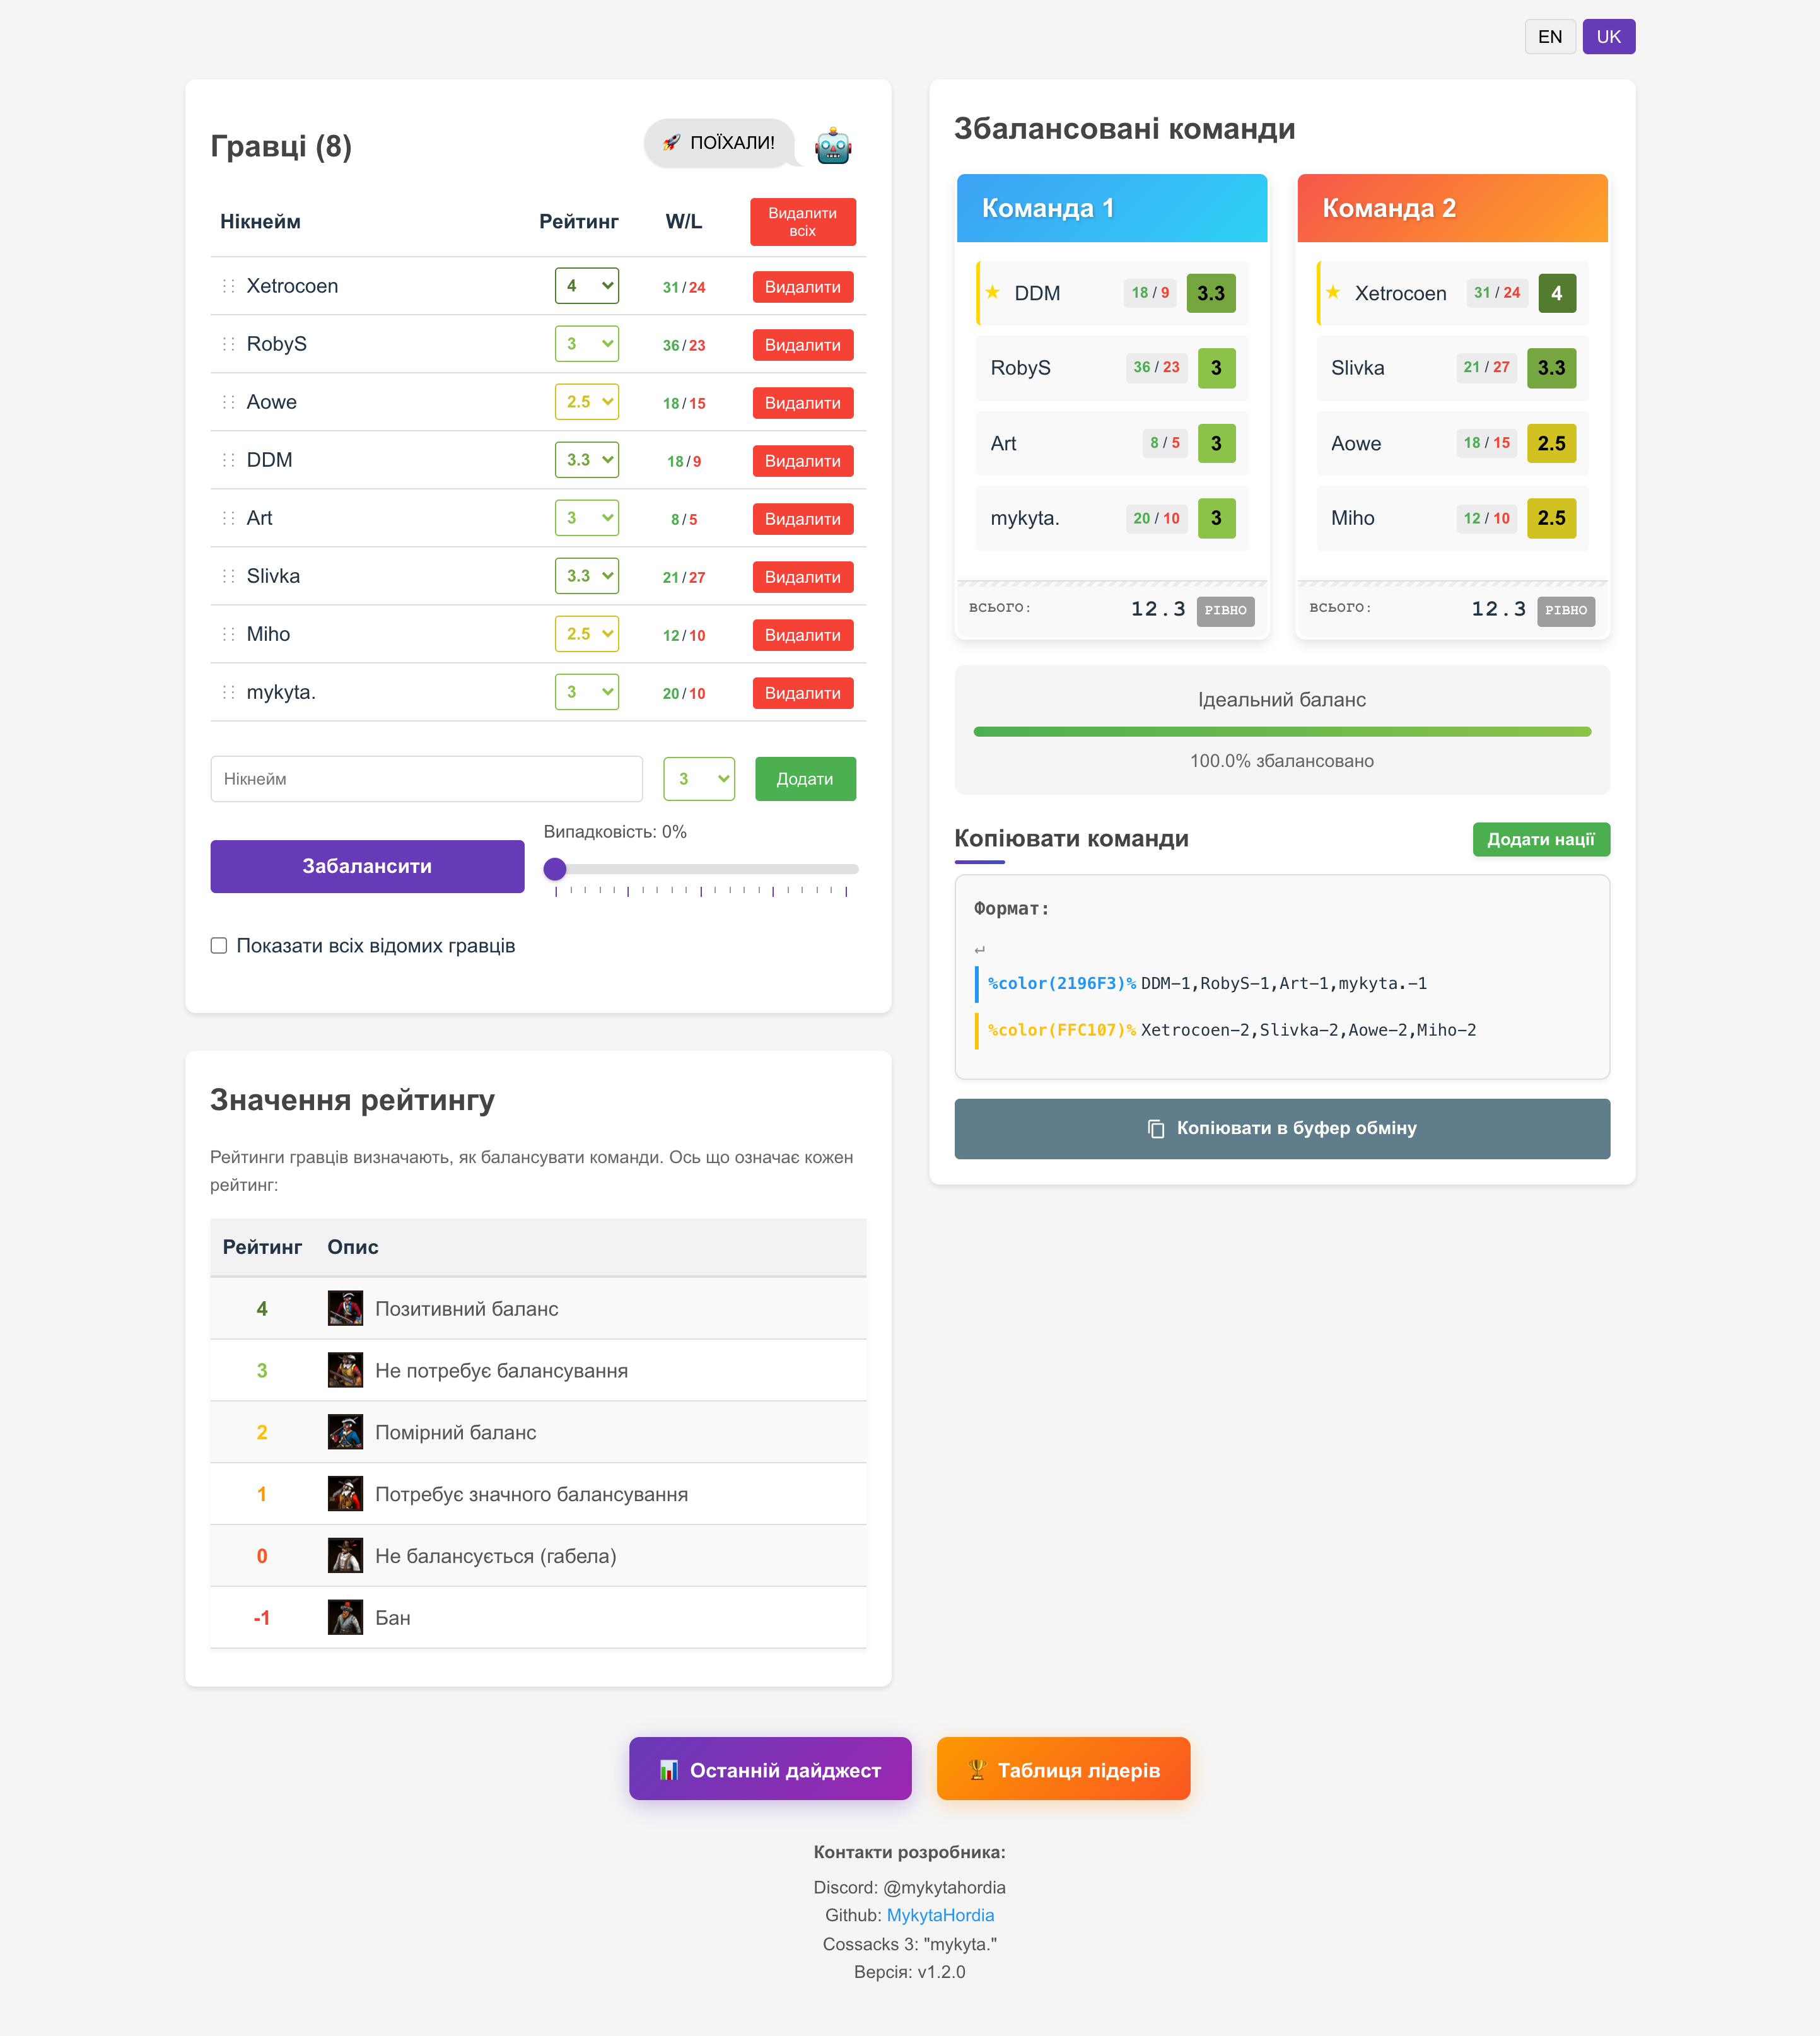 EN UK
Гравці (8)
🚀 ПОЇХАЛИ!
Нікнейм Рейтинг W/L Видалити всіх
Xetrocoen 4 31/24 Видалити
RobyS 3 36/23 Видалити
Aowe 2.5 18/15 Видалити
DDM 3.3 18/9 Видалити
Art 3 8/5 Видалити
Slivka 3.3 21/27 Видалити
Miho 2.5 12/10 Видалити
mykyta. 3 20/10 Видалити
Нікнейм 3 Додати
Забалансити
Випадковість: 0%
Показати всіх відомих гравців
Значення рейтингу
Рейтинги гравців визначають, як балансувати команди. Ось що означає кожен
рейтинг:
Рейтинг Опис
4 Позитивний баланс
3 Не потребує балансування
2 Помірний баланс
1 Потребує значного балансування
0 Не балансується (габела)
-1 Бан
Збалансовані команди
Команда 1
★ DDM 18 / 9 3.3
RobyS 36 / 23 3
Art 8 / 5 3
mykyta. 20 / 10 3
ВСЬОГО: 12.3 РІВНО
Команда 2
★ Xetrocoen 31 / 24 4
Slivka 21 / 27 3.3
Aowe 18 / 15 2.5
Miho 12 / 10 2.5
ВСЬОГО: 12.3 РІВНО
Ідеальний баланс
100.0% збалансовано
Копіювати команди
Додати нації
Формат:
↵
%color(2196F3)% DDM-1,RobyS-1,Art-1,mykyta.-1
%color(FFC107)% Xetrocoen-2,Slivka-2,Aowe-2,Miho-2
Копіювати в буфер обміну
📊 Останній дайджест
🏆 Таблиця лідерів
Контакти розробника:
Discord: @mykytahordia
Github: MykytaHordia
Cossacks 3: "mykyta."
Версія: v1.2.0